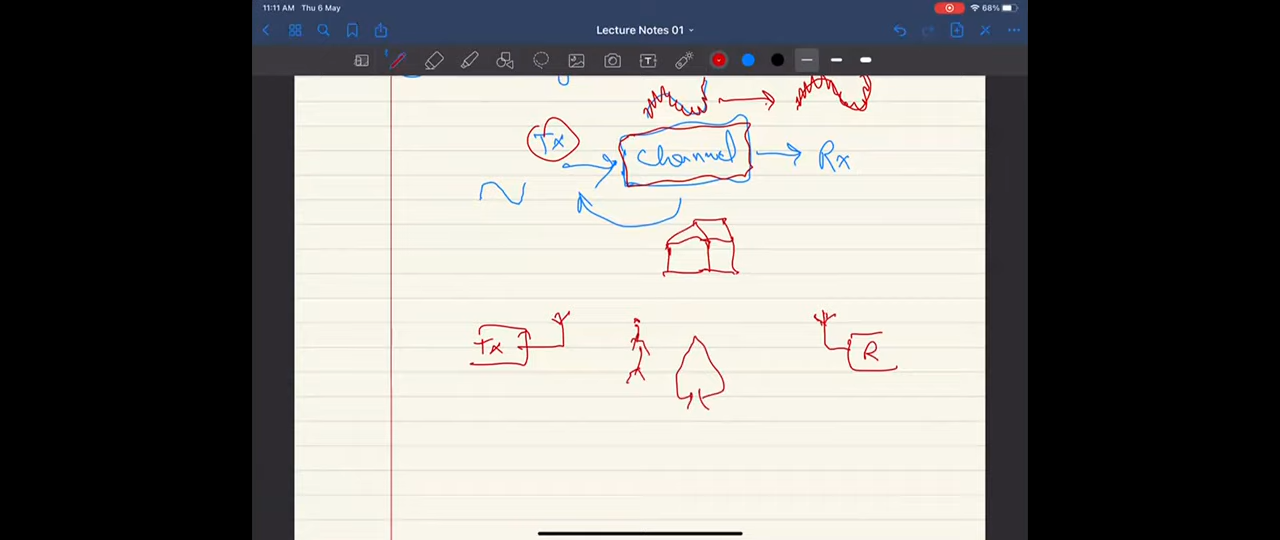 11:11 AM Thu 6 May
68%
Lecture Notes 01
Tx
Channel
Rx
Tx
R